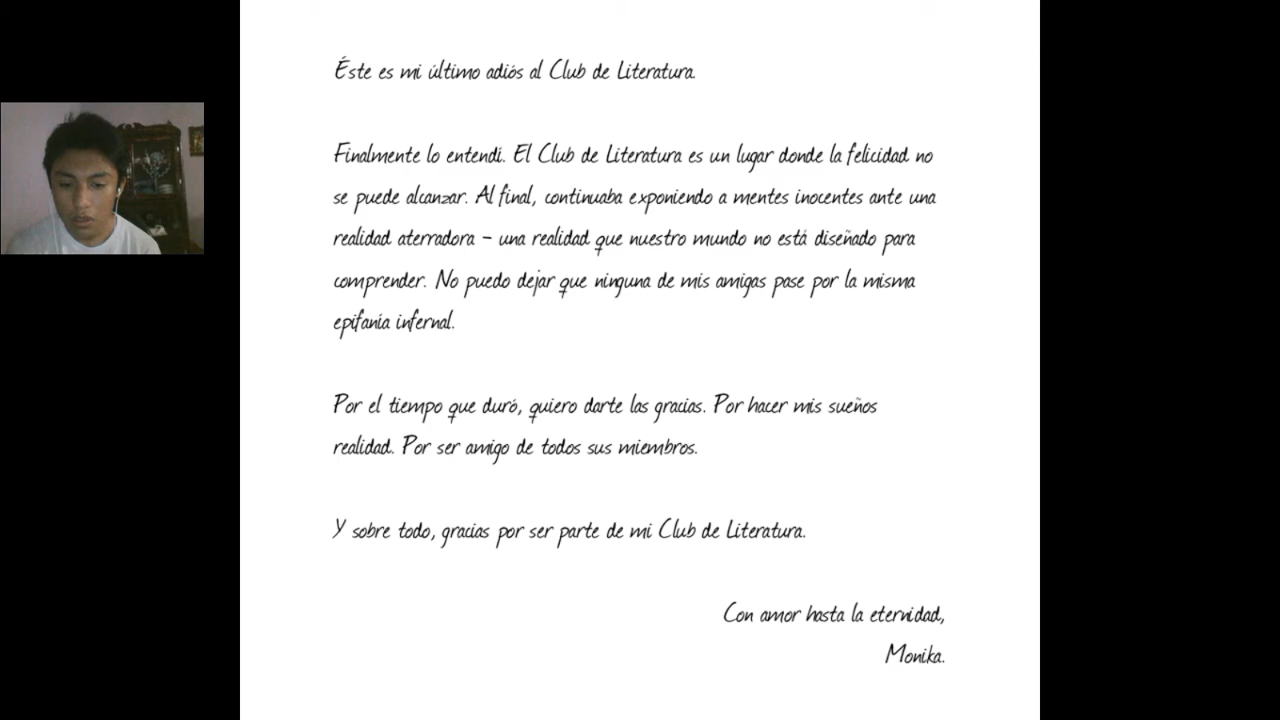 Éste es mi último adiós al Club de Literatura.
Finalmente lo entendí. El Club de Literatura es un lugar donde la felicidad no
se puede alcanzar. Al final, continuaba exponiendo a mentes inocentes ante una
realidad aterradora - una realidad que nuestro mundo no está diseñado para
comprender. No puedo dejar que ninguna de mis amigas pase por la misma
epifanía infernal.
Por el tiempo que duró, quiero darte las gracias. Por hacer mis sueños
realidad. Por ser amigo de todos sus miembros.
Y sobre todo, gracias por ser parte de mi Club de Literatura.
Con amor hasta la eternidad,
Monika.